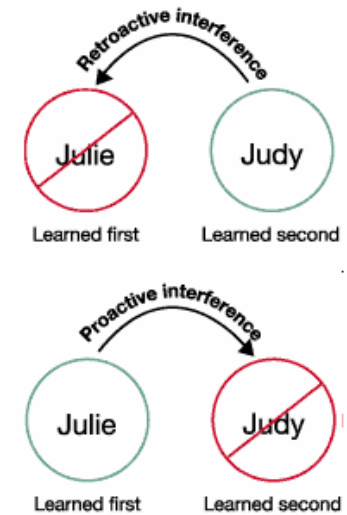 Retroactive interference
Julie
Judy
Learned first
Learned second
Proactive interference
Julie
Judy
Learned first
Learned second